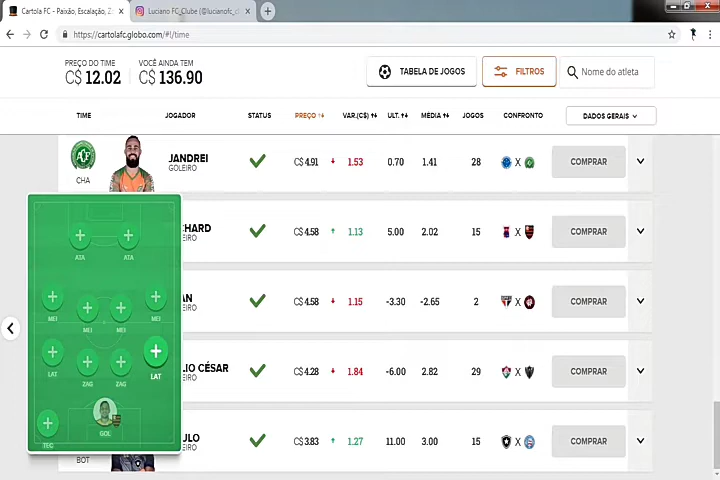 Cartola FC - Paixão, Escalação, Z
Luciano FC_Clube (@lucianofc_cl
https://cartolafc.globo.com/#!/time
PREÇO DO TIME
C$ 12.02
VOCÊ AINDA TEM
C$ 136.90
TABELA DE JOGOS
FILTROS
Nome do atleta
TIME JOGADOR STATUS PREÇO VAR.(C$) ÚLT. MÉDIA JOGOS CONFRONTO DADOS GERAIS
JANDREI
GOLEIRO
CHA
C$ 4.91 1.53 0.70 1.41 28 X COMPRAR
CHARD
EIRO
C$ 4.58 1.13 5.00 2.02 15 X COMPRAR
AN
EIRO
C$ 4.58 1.15 -3.30 -2.65 2 X COMPRAR
LIO CÉSAR
EIRO
C$ 4.28 1.84 -6.00 2.82 29 X COMPRAR
ULO
EIRO
BOT
C$ 3.83 1.27 11.00 3.00 15 X COMPRAR
ATA ATA
MEI MEI MEI MEI
LAT ZAG ZAG LAT
TEC GOL